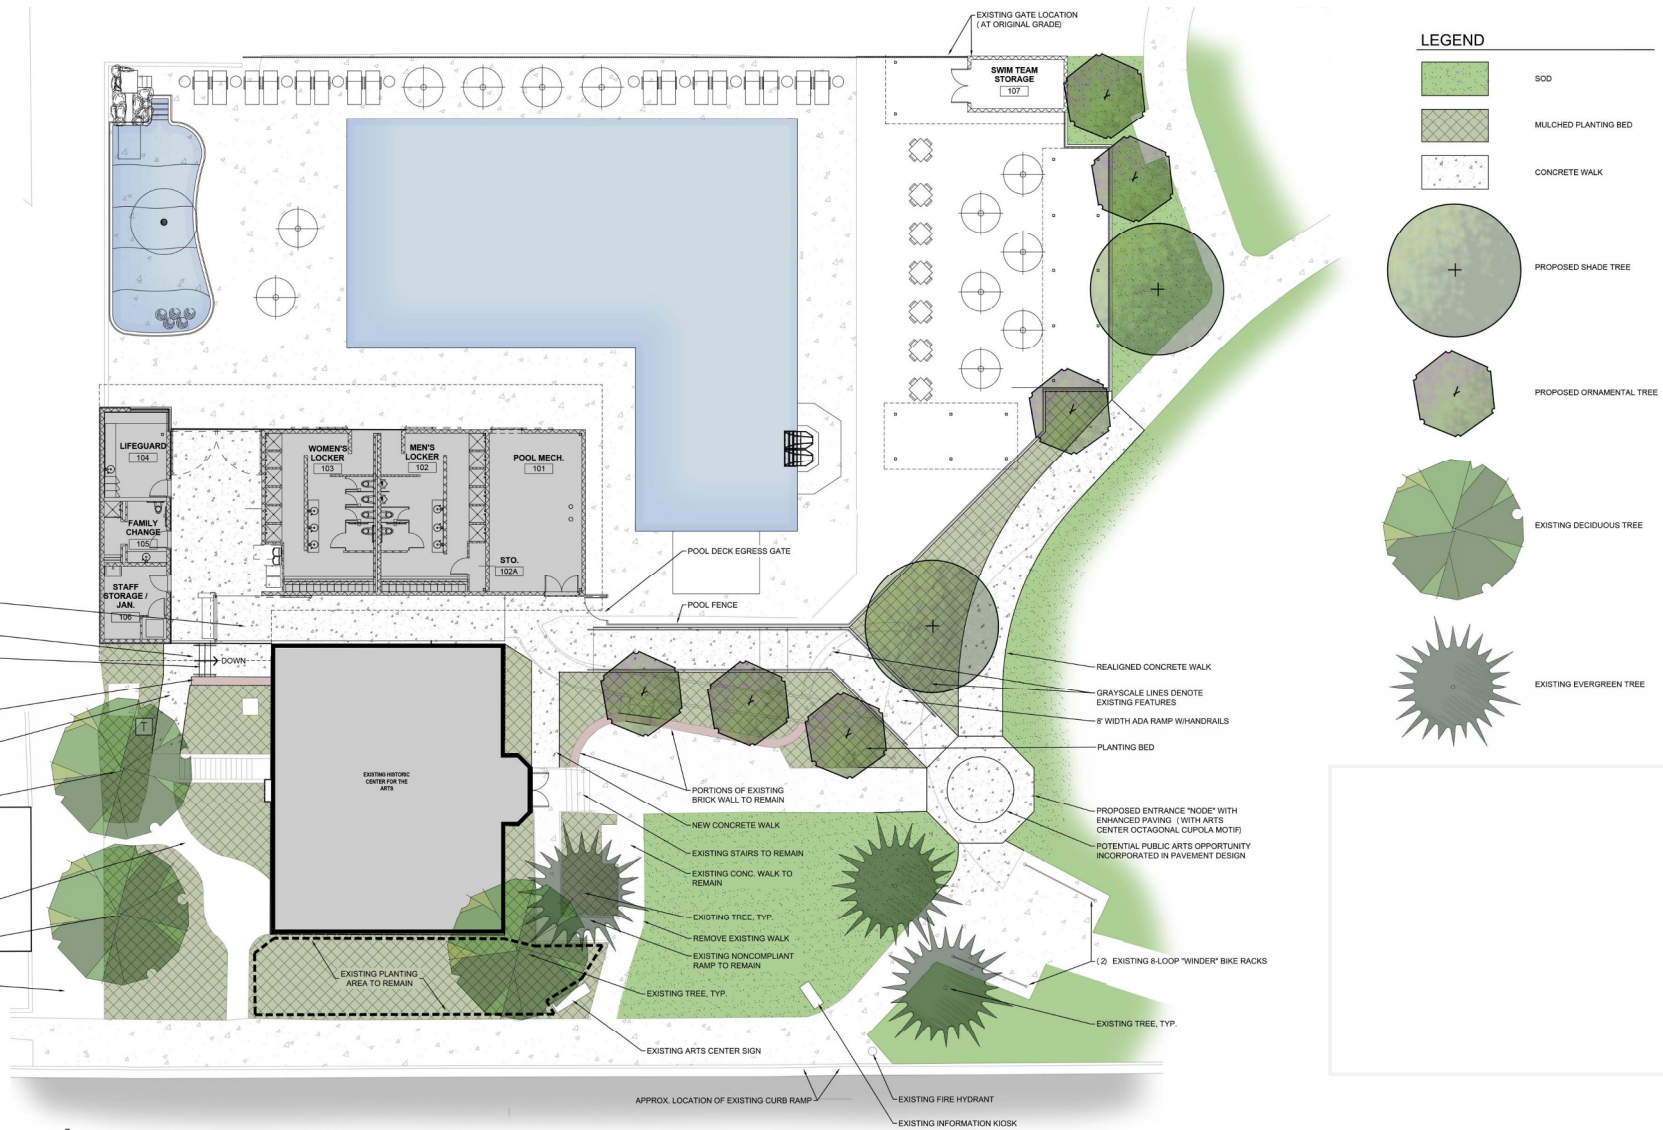 EXISTING GATE LOCATION
(AT ORIGINAL GRADE)
SWIM TEAM
STORAGE
107
LEGEND
SOD
MULCHED PLANTING BED
CONCRETE WALK
PROPOSED SHADE TREE
PROPOSED ORNAMENTAL TREE
EXISTING DECIDUOUS TREE
EXISTING EVERGREEN TREE
LIFEGUARD
104
WOMEN'S
LOCKER
103
MEN'S
LOCKER
102
POOL MECH.
101
FAMILY
CHANGE
105
STO.
102A
STAFF
STORAGE /
JAN.
106
POOL DECK EGRESS GATE
POOL FENCE
DOWN
T
EXISTING HISTORIC
CENTER FOR THE
ARTS
REALIGNED CONCRETE WALK
GRAYSCALE LINES DENOTE
EXISTING FEATURES
8' WIDTH ADA RAMP W/HANDRAILS
PLANTING BED
PORTIONS OF EXISTING
BRICK WALL TO REMAIN
NEW CONCRETE WALK
EXISTING STAIRS TO REMAIN
EXISTING CONC. WALK TO
REMAIN
EXISTING TREE, TYP.
REMOVE EXISTING WALK
EXISTING NONCOMPLIANT
RAMP TO REMAIN
EXISTING TREE, TYP.
EXISTING PLANTING
AREA TO REMAIN
EXISTING ARTS CENTER SIGN
PROPOSED ENTRANCE "NODE" WITH
ENHANCED PAVING (WITH ARTS
CENTER OCTAGONAL CUPOLA MOTIF)
POTENTIAL PUBLIC ARTS OPPORTUNITY
INCORPORATED IN PAVEMENT DESIGN
(2) EXISTING 8-LOOP "WINDER" BIKE RACKS
EXISTING TREE, TYP.
APPROX. LOCATION OF EXISTING CURB RAMP
EXISTING FIRE HYDRANT
EXISTING INFORMATION KIOSK